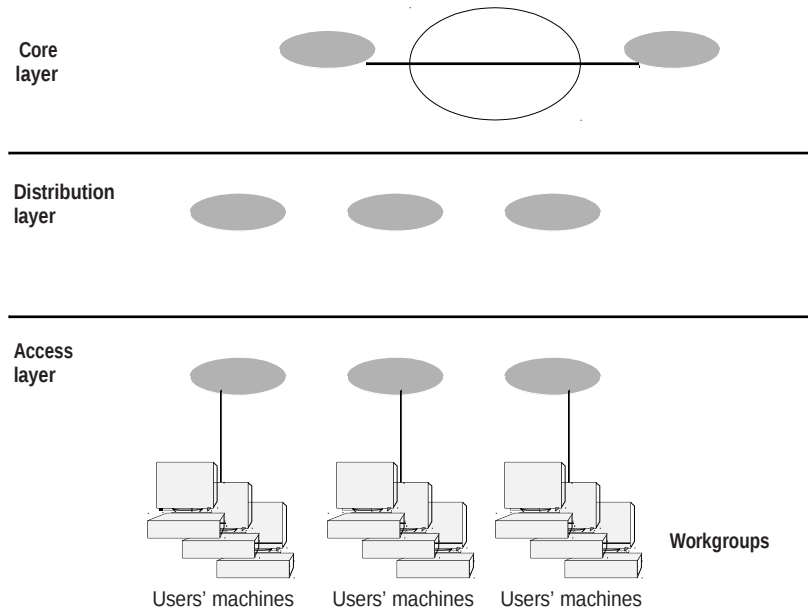 Core
layer
Distribution
layer
Access
layer
Workgroups
Users’ machines Users’ machines Users’ machines